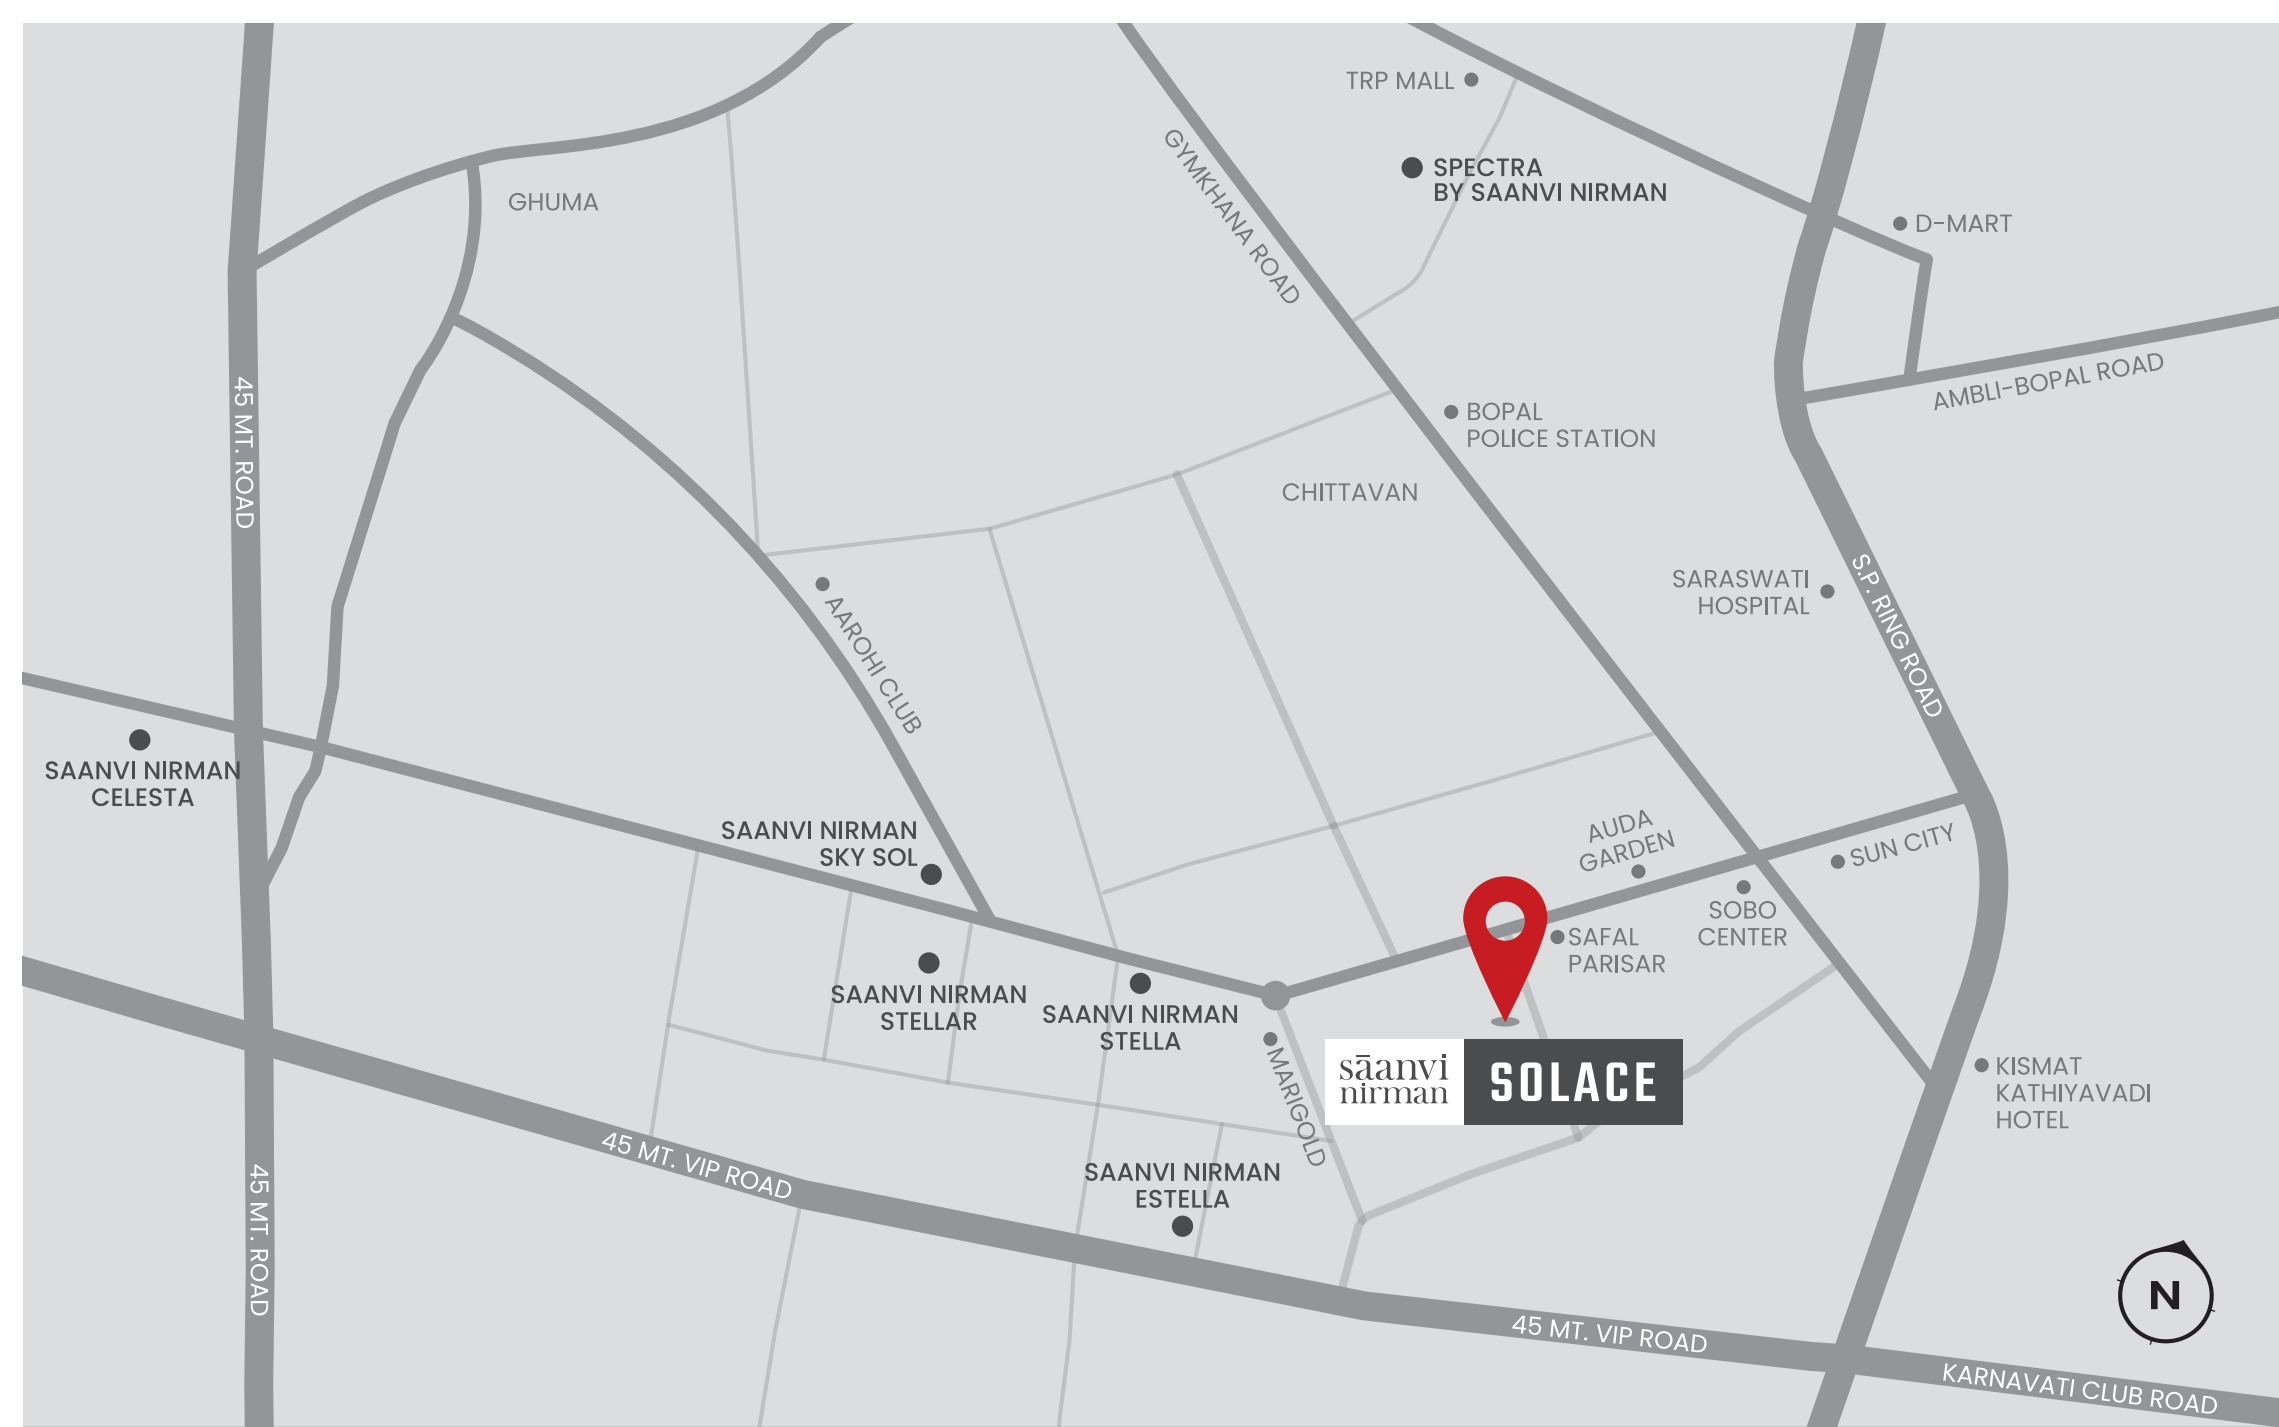 TRP MALL
SPECTRA
BY SAANVI NIRMAN
GYMKHANA ROAD
GHUMA
D-MART
AMBLI-BOPAL ROAD
45 MT. ROAD
BOPAL
POLICE STATION
CHITTAVAN
SARASWATI
HOSPITAL
S.P. RING ROAD
AAROHI CLUB
SAANVI NIRMAN
CELESTA
SAANVI NIRMAN
SKY SOL
AUDA
GARDEN
SUN CITY
SOBO
CENTER
SAFAL
PARISAR
SAANVI NIRMAN
STELLAR
SAANVI NIRMAN
STELLA
MARIGOLD
sāanvi
nirman
SOLACE
KISMAT
KATHIYAVADI
HOTEL
45 MT. VIP ROAD
SAANVI NIRMAN
ESTELLA
45 MT. ROAD
N
45 MT. VIP ROAD
KARNAVATI CLUB ROAD